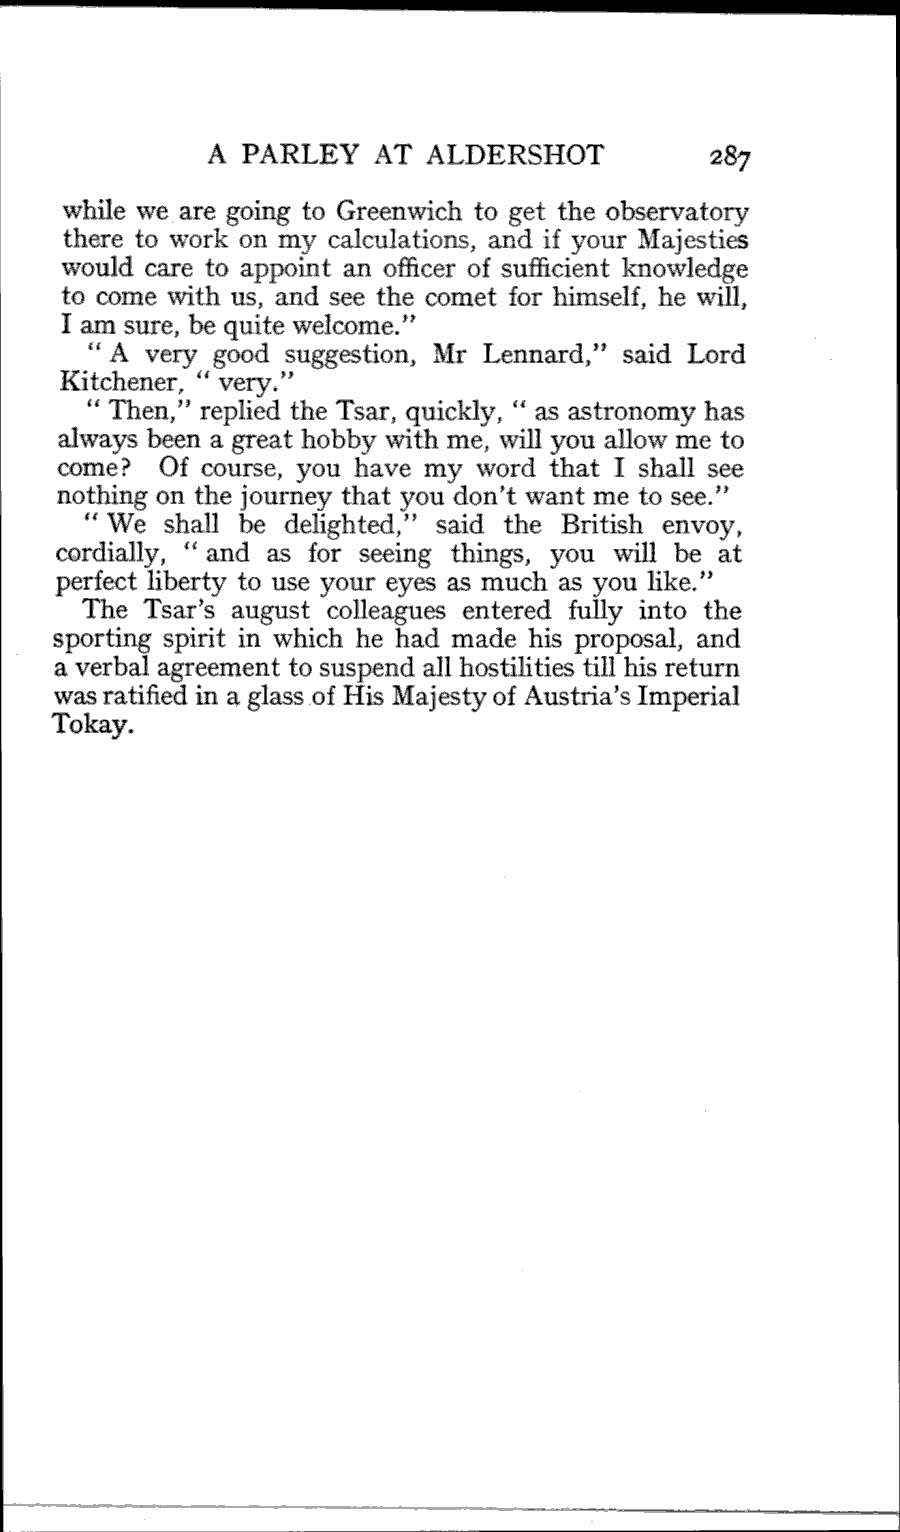 A PARLEY AT ALDERSHOT 287
while we are going to Greenwich to get the observatory
there to work on my calculations, and if your Majesties
would care to appoint an officer of sufficient knowledge
to come with us, and see the comet for himself, he will,
I am sure, be quite welcome.”
“ A very good suggestion, Mr Lennard,” said Lord
Kitchener, “ very.”
“ Then,” replied the Tsar, quickly, “ as astronomy has
always been a great hobby with me, will you allow me to
come? Of course, you have my word that I shall see
nothing on the journey that you don’t want me to see.”
“ We shall be delighted,” said the British envoy,
cordially, “ and as for seeing things, you will be at
perfect liberty to use your eyes as much as you like.”
The Tsar’s august colleagues entered fully into the
sporting spirit in which he had made his proposal, and
a verbal agreement to suspend all hostilities till his return
was ratified in a glass of His Majesty of Austria’s Imperial
Tokay.